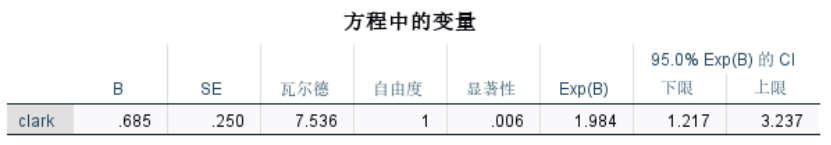 方程中的变量
95.0% Exp(B) 的 CI
B SE 瓦尔德 自由度 显著性 Exp(B) 下限 上限
clark .685 .250 7.536 1 .006 1.984 1.217 3.237